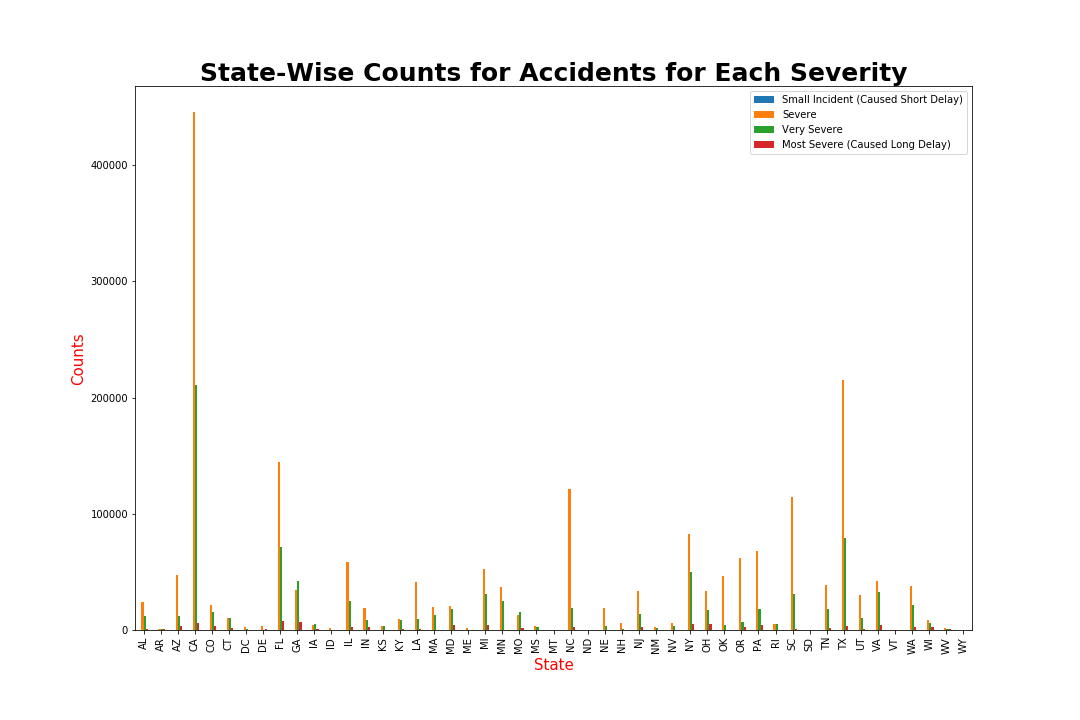 State-Wise Counts for Accidents for Each Severity
Small Incident (Caused Short Delay)
Severe
Very Severe
Most Severe (Caused Long Delay)
400000
300000
200000
100000
0
Counts
AL AR AZ CA CO CT DC DE FL GA IA ID IL IN KS KY LA MA MD ME MI MN MO MS MT NC ND NE NH NJ NM NV NY OH OK OR PA RI SC SD TN TX UT VA VT WA WI WV WY
State